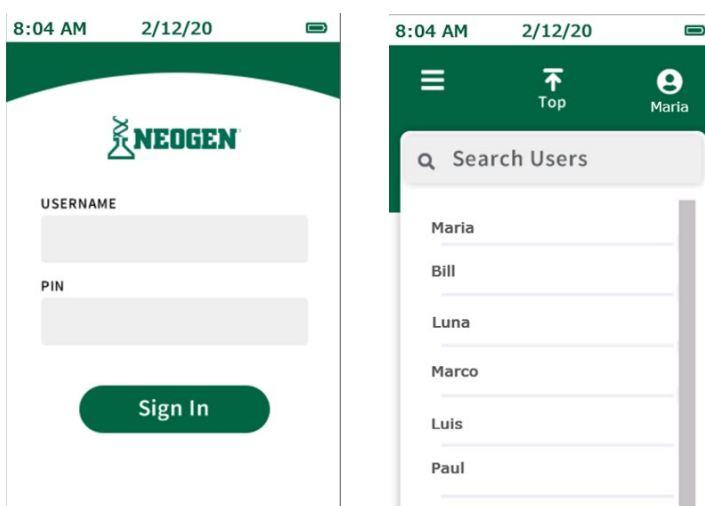 8:04 AM 2/12/20
NEOGEN
USERNAME
PIN
Sign In
8:04 AM 2/12/20
Top
Maria
Search Users
Maria
Bill
Luna
Marco
Luis
Paul